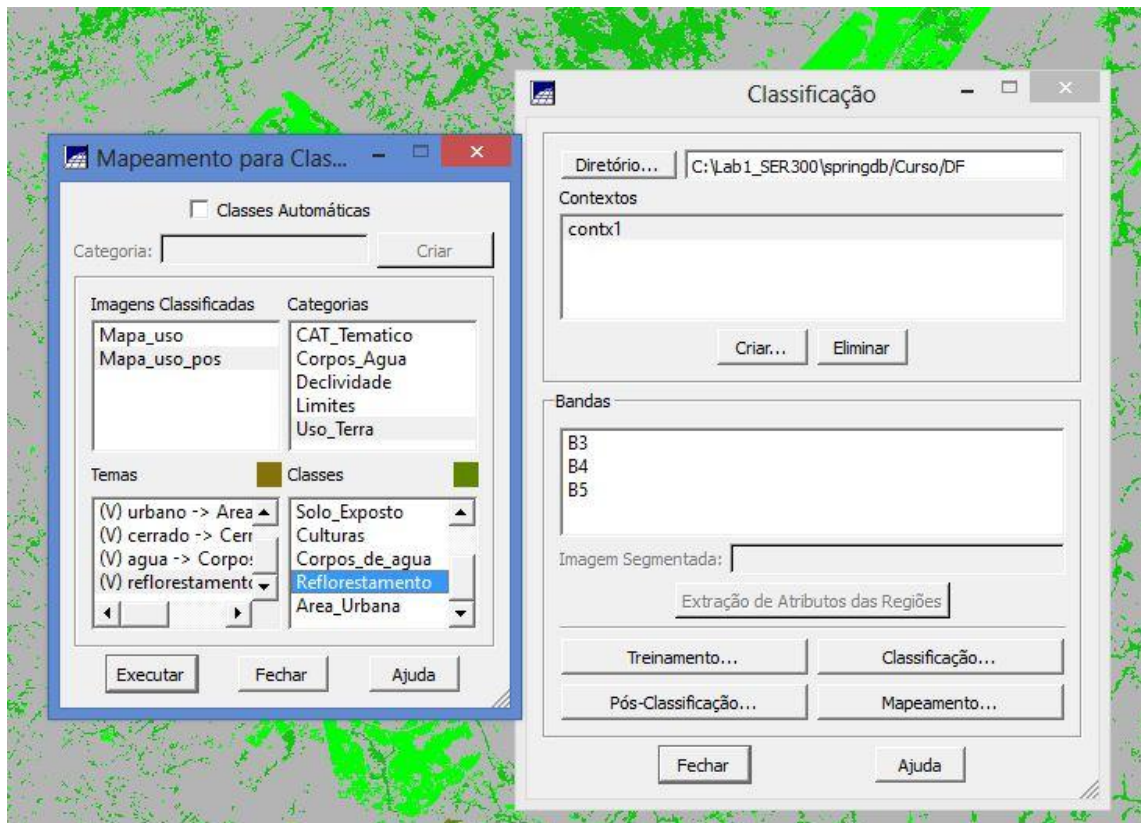 Mapeamento para Clas...
Classes Automáticas
Categoria:
Criar
Imagens Classificadas
Mapa_uso
Mapa_uso_pos
Categorias
CAT_Tematico
Corpos_Agua
Declividade
Limites
Uso_Terra
Temas
(V) urbano -> Area
(V) cerrado -> Cerr
(V) agua -> Corpo
(V) reflorestamento
Classes
Solo_Exposto
Culturas
Corpos_de_agua
Reflorestamento
Area_Urbana
Executar
Fechar
Ajuda
Classificação
Diretório...
C:\Lab1_SER300\springdb/Curso/DF
Contextos
contx1
Criar...
Eliminar
Bandas
B3
B4
B5
Imagem Segmentada:
Extração de Atributos das Regiões
Treinamento...
Classificação...
Pós-Classificação...
Mapeamento...
Fechar
Ajuda